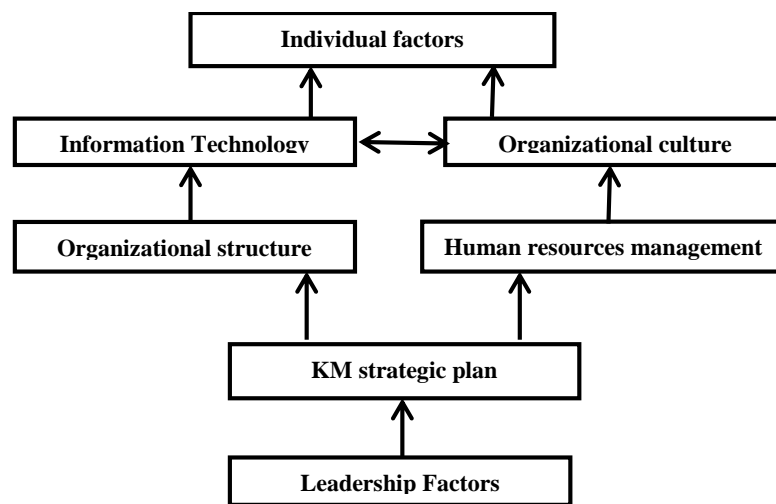 Individual factors
Information Technology
Organizational culture
Organizational structure
Human resources management
KM strategic plan
Leadership Factors